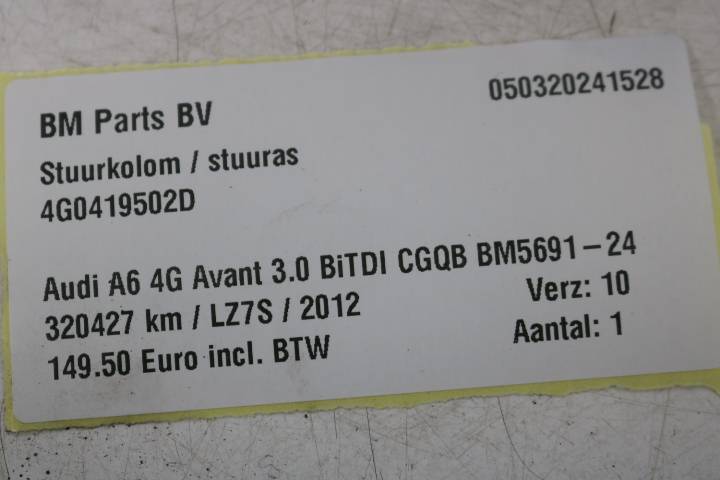 BM Parts BV
050320241528
Stuurkolom / stuuras
4G0419502D
Audi A6 4G Avant 3.0 BiTDI CGQB BM5691-24
320427 km / LZ7S / 2012
Verz: 10
149.50 Euro incl. BTW
Aantal: 1